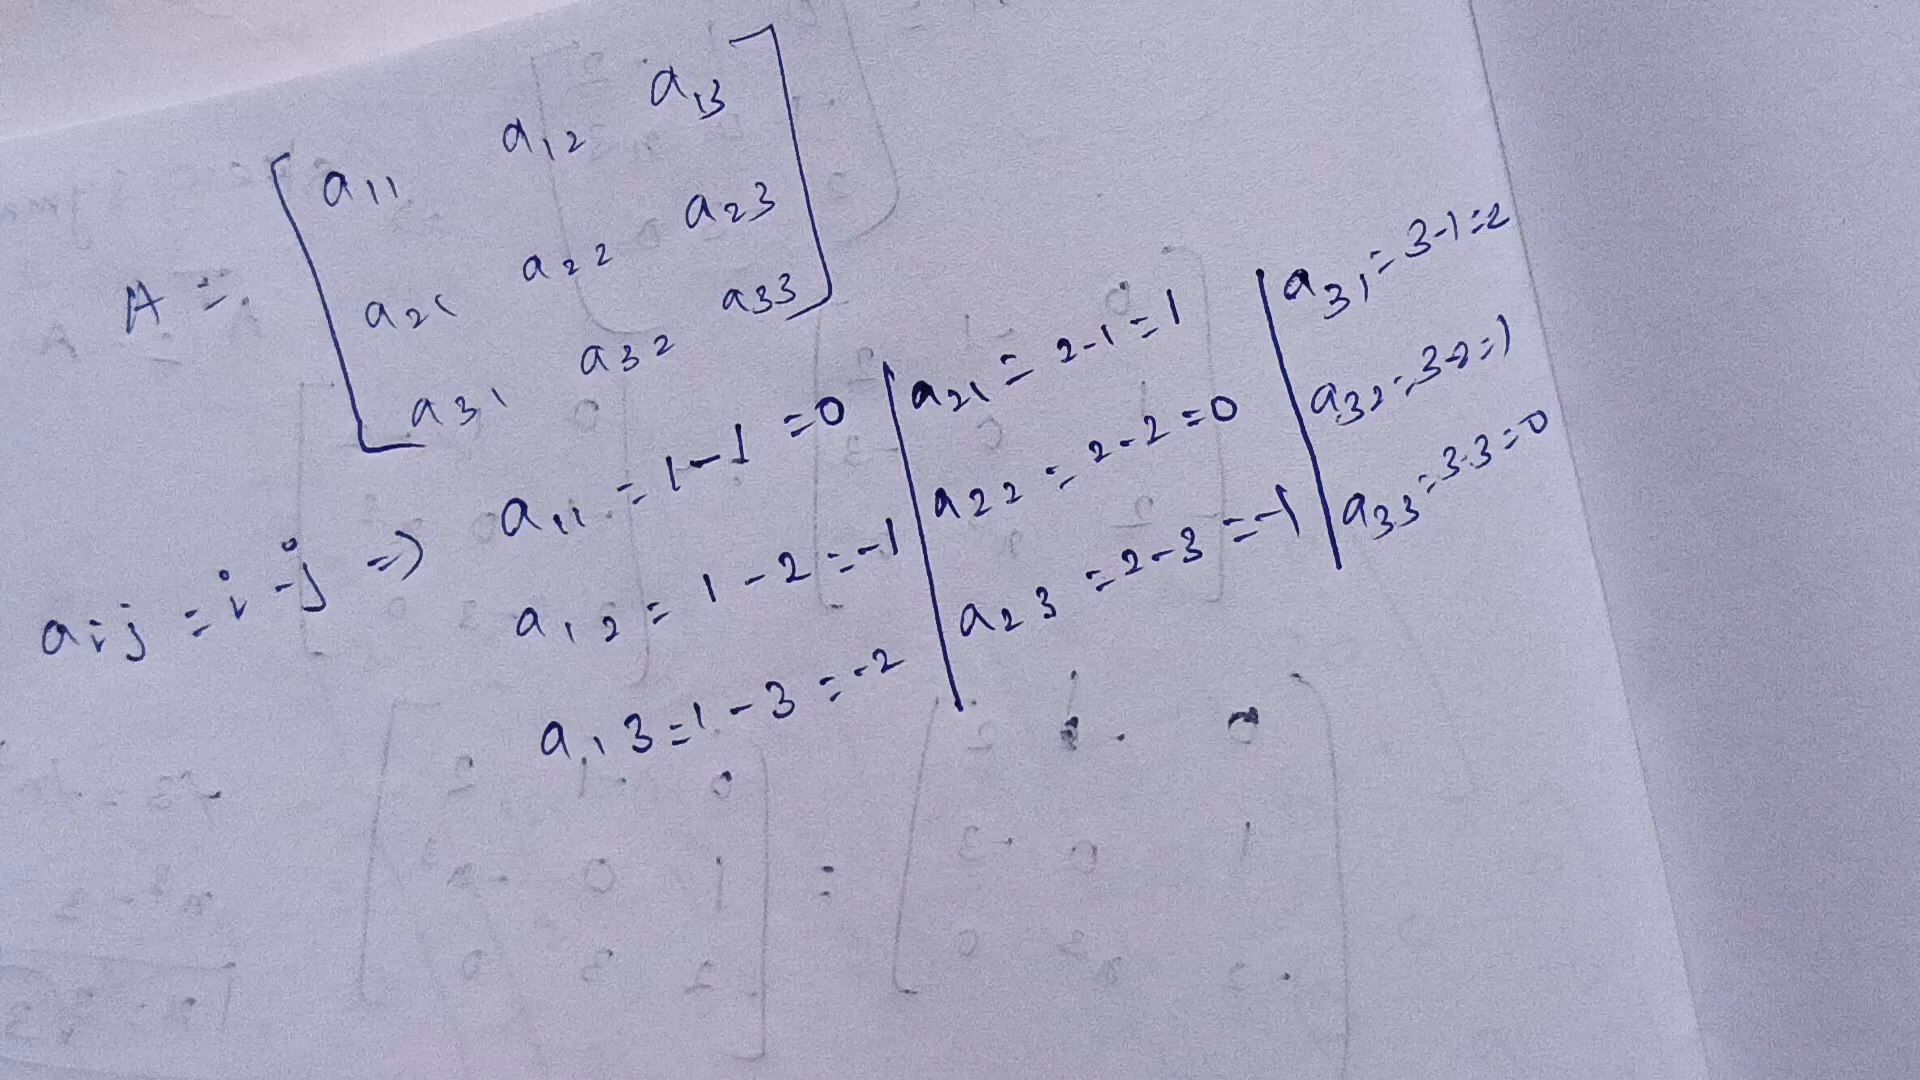 A = [ a11 a12 a13
a21 a22 a23
a31 a32 a33 ]
aij = i - j => a11 = 1-1 = 0 | a21 = 2-1 = 1 | a31 = 3-1 = 2
a12 = 1-2 = -1 | a22 = 2-2 = 0 | a32 = 3-2 = 1
a13 = 1-3 = -2 | a23 = 2-3 = -1 | a33 = 3-3 = 0